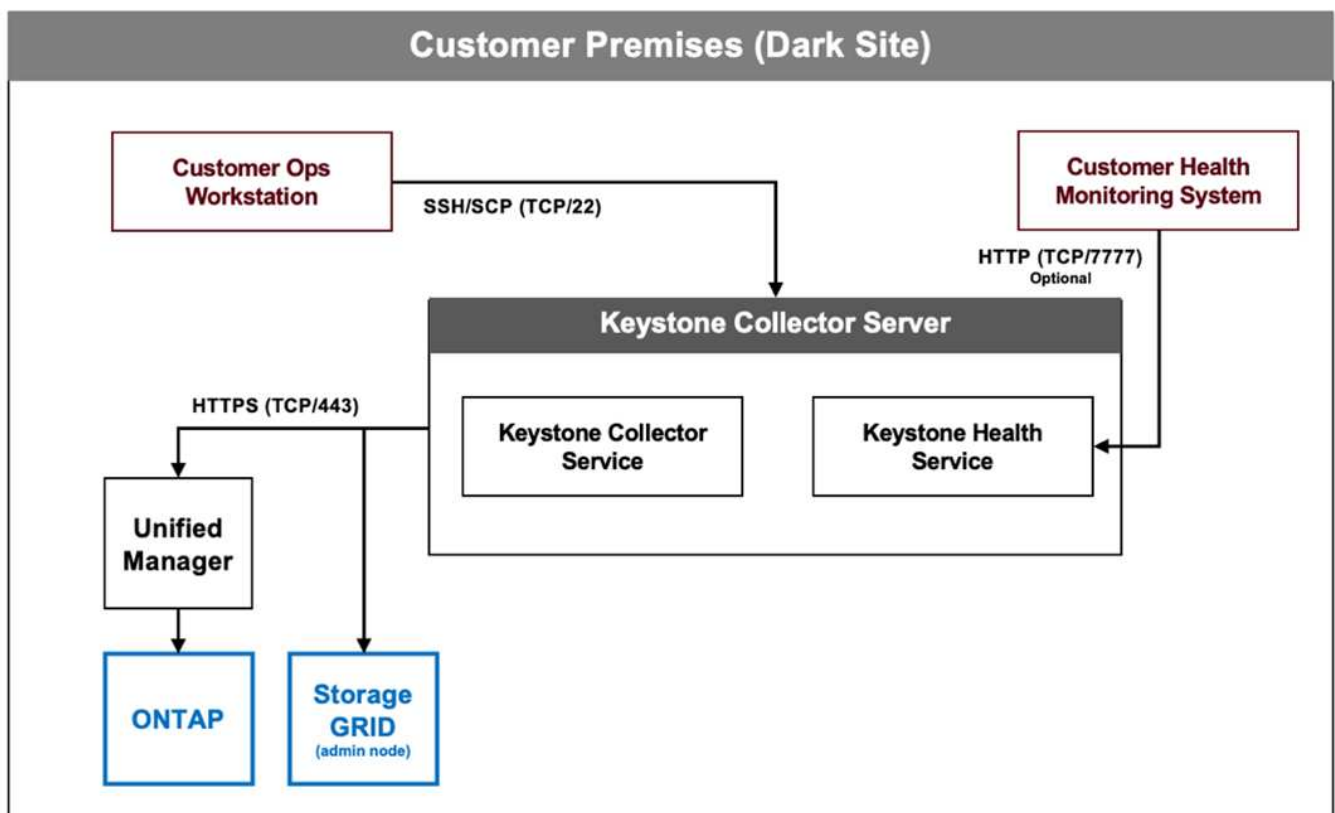 Customer Premises (Dark Site)
Customer Ops
Workstation
Customer Health
Monitoring System
SSH/SCP (TCP/22)
HTTP (TCP/7777)
Optional
Keystone Collector Server
HTTPS (TCP/443)
Keystone Collector
Service
Keystone Health
Service
Unified
Manager
ONTAP
Storage
GRID
(admin node)